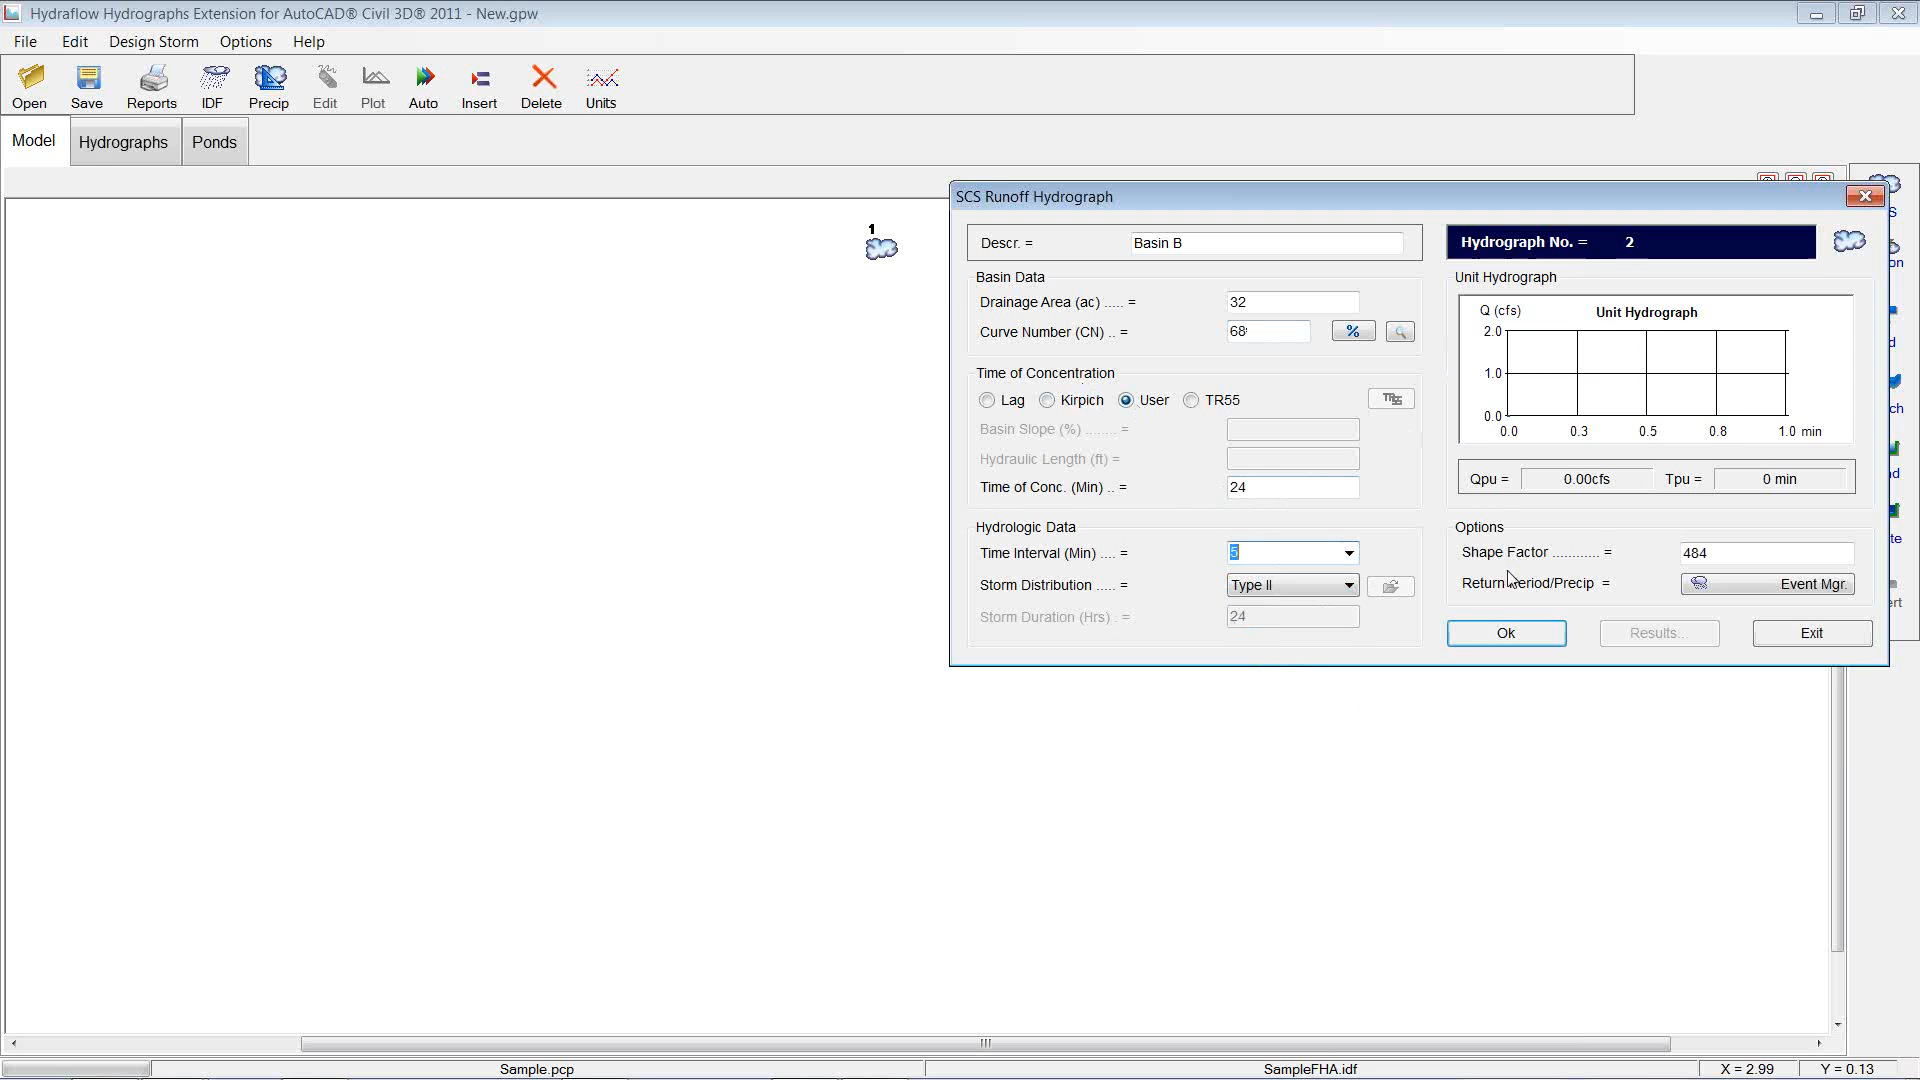 Hydraflow Hydrographs Extension for AutoCAD® Civil 3D® 2011 - New.gpw
File Edit Design Storm Options Help
Open Save Reports IDF Precip Edit Plot Auto Insert Delete Units
Model Hydrographs Ponds
1
SCS Runoff Hydrograph
Descr. = Basin B
Hydrograph No. = 2
Basin Data
Drainage Area (ac) ..... = 32
Curve Number (CN) .. = 68
%
Time of Concentration
Lag Kirpich User TR55
TR55
Basin Slope (%) ........ =
Hydraulic Length (ft) =
Time of Conc. (Min) .. = 24
Hydrologic Data
Time Interval (Min) .... = 5
Storm Distribution ..... = Type II
Storm Duration (Hrs) . = 24
Unit Hydrograph
Q (cfs) Unit Hydrograph
2.0
1.0
0.0
0.0 0.3 0.5 0.8 1.0 min
Qpu = 0.00cfs Tpu = 0 min
Options
Shape Factor ............ = 484
Return Period/Precip = Event Mgr.
Ok Results... Exit
Sample.pcp SampleFHA.idf X = 2.99 Y = 0.13